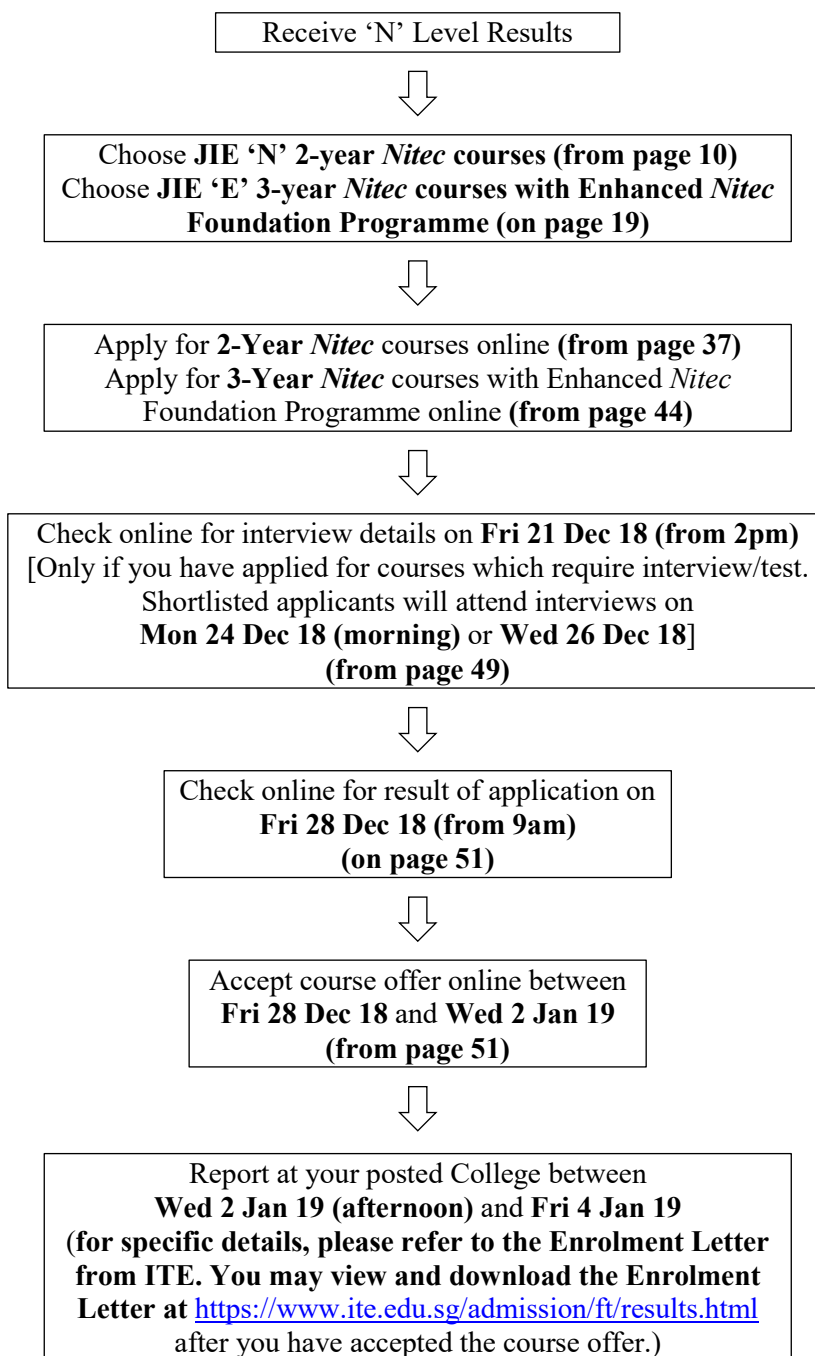 Receive ‘N’ Level Results
Choose JIE ‘N’ 2-year Nitec courses (from page 10)
Choose JIE ‘E’ 3-year Nitec courses with Enhanced Nitec
Foundation Programme (on page 19)
Apply for 2-Year Nitec courses online (from page 37)
Apply for 3-Year Nitec courses with Enhanced Nitec
Foundation Programme online (from page 44)
Check online for interview details on Fri 21 Dec 18 (from 2pm)
[Only if you have applied for courses which require interview/test.
Shortlisted applicants will attend interviews on
Mon 24 Dec 18 (morning) or Wed 26 Dec 18]
(from page 49)
Check online for result of application on
Fri 28 Dec 18 (from 9am)
(on page 51)
Accept course offer online between
Fri 28 Dec 18 and Wed 2 Jan 19
(from page 51)
Report at your posted College between
Wed 2 Jan 19 (afternoon) and Fri 4 Jan 19
(for specific details, please refer to the Enrolment Letter
from ITE. You may view and download the Enrolment
Letter at https://www.ite.edu.sg/admission/ft/results.html
after you have accepted the course offer.)